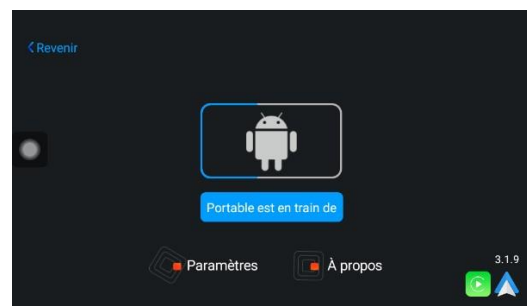 Revenir
Portable est en train de
Paramètres
À propos
3.1.9